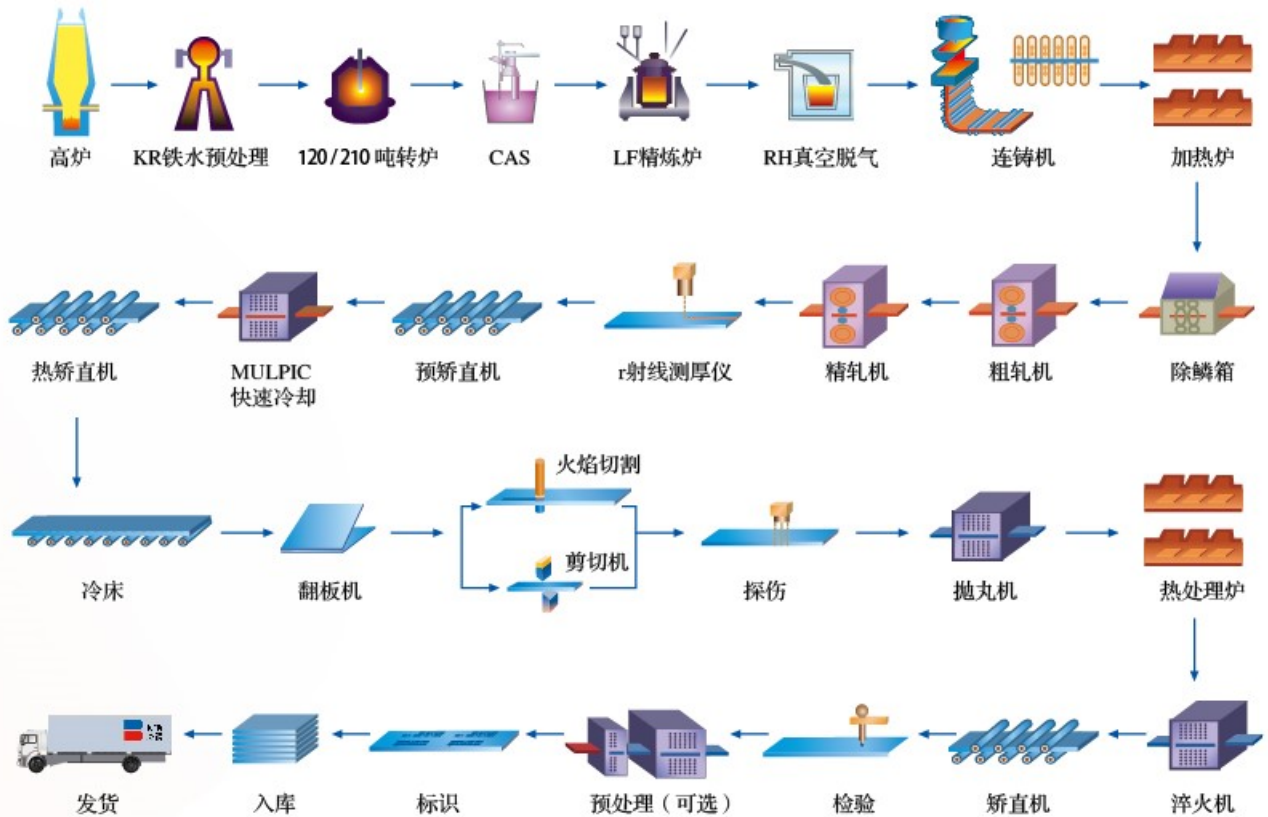 高炉
KR铁水预处理
120/210 吨转炉
CAS
LF精炼炉
RH真空脱气
连铸机
加热炉
热矫直机
MULPIC
快速冷却
预矫直机
r射线测厚仪
精轧机
粗轧机
除鳞箱
火焰切割
剪切机
冷床
翻板机
探伤
抛丸机
热处理炉
发货
入库
标识
预处理（可选）
检验
矫直机
淬火机